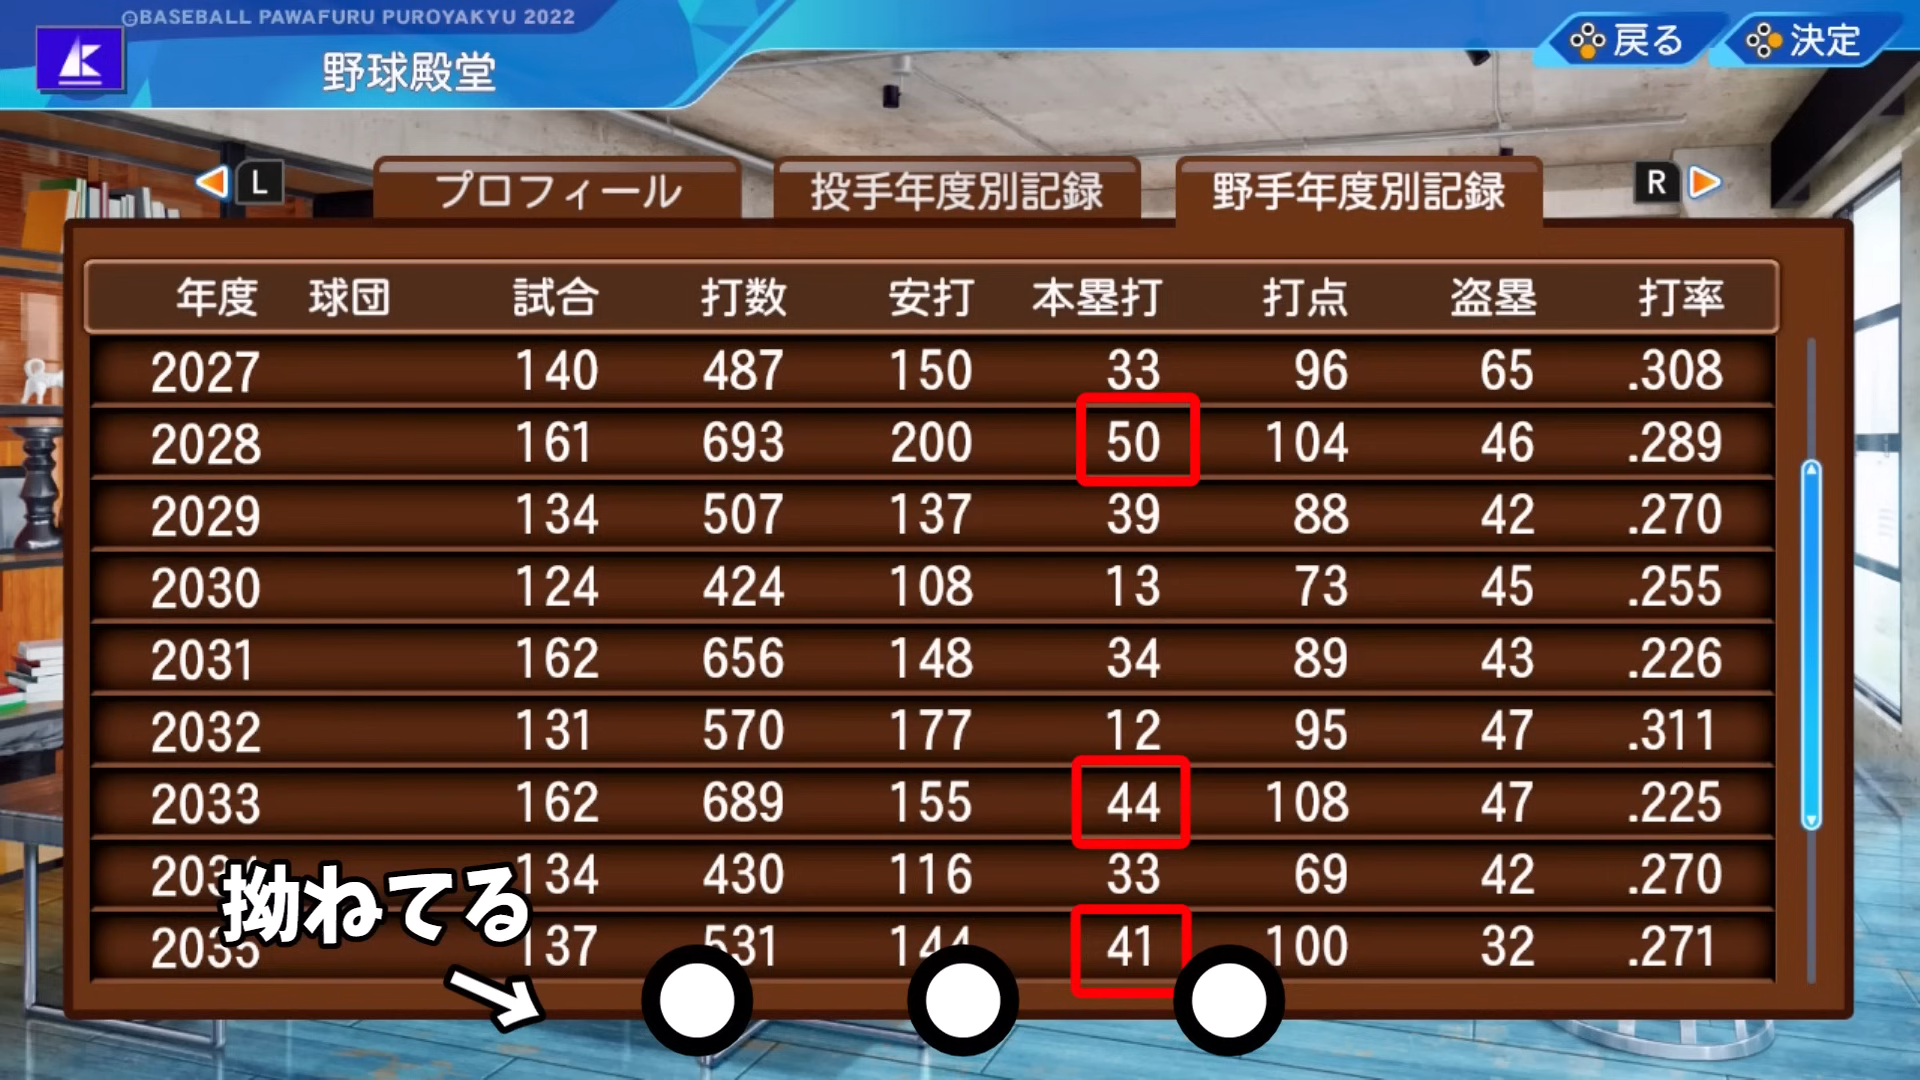 ©BASEBALL PAWAFURU PUROYAKYU 2022
野球殿堂
戻る 決定
L プロフィール 投手年度別記録 野手年度別記録 R
年度 球団 試合 打数 安打 本塁打 打点 盗塁 打率
2027 140 487 150 33 96 65 .308
2028 161 693 200 50 104 46 .289
2029 134 507 137 39 88 42 .270
2030 124 424 108 13 73 45 .255
2031 162 656 148 34 89 43 .226
2032 131 570 177 12 95 47 .311
2033 162 689 155 44 108 47 .225
2034 134 430 116 33 69 42 .270
2035 137 531 144 41 100 32 .271
拗ねてる